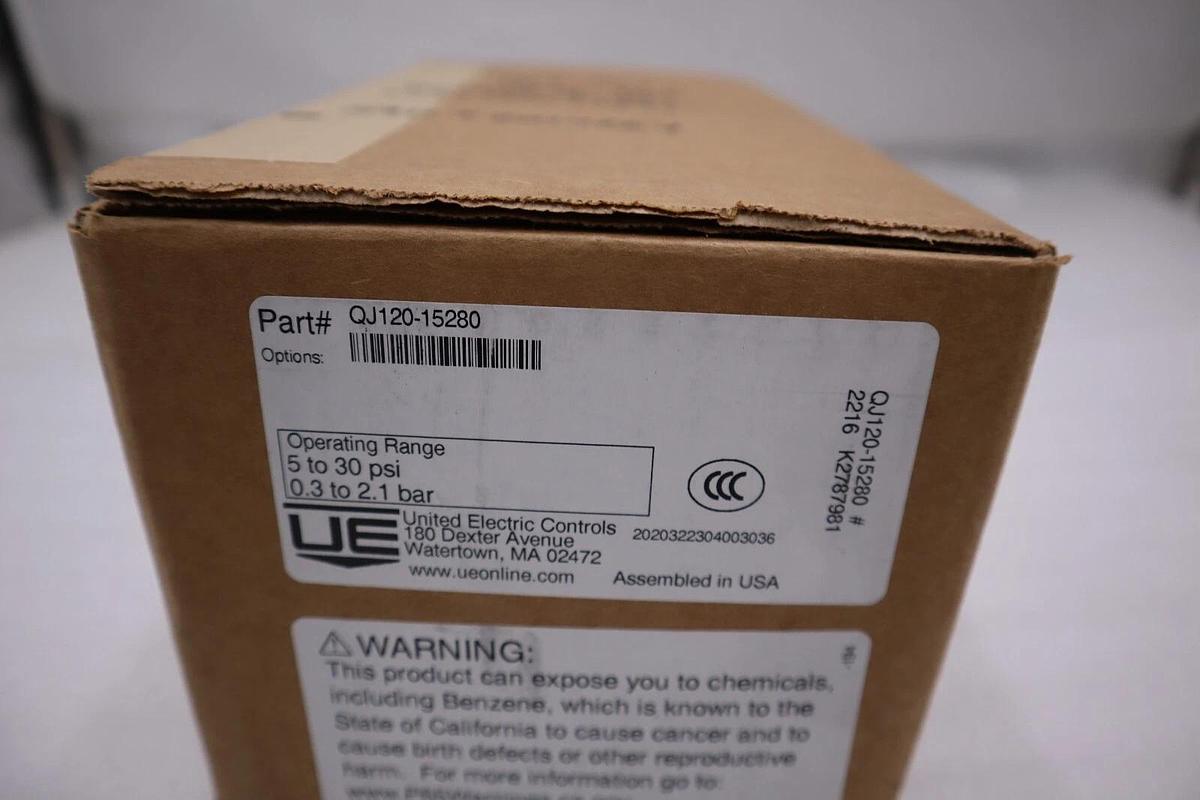 Part# QJ120-15280
Options:
Operating Range
5 to 30 psi
0.3 to 2.1 bar
UE
United Electric Controls
180 Dexter Avenue
Watertown, MA 02472
www.ueonline.com
CCC
2020322304003036
Assembled in USA
QJ120-15280 #
2216 K2787981
WARNING:
This product can expose you to chemicals,
including Benzene, which is known to the
State of California to cause cancer and to
cause birth defects or other reproductive
harm. For more information go to: